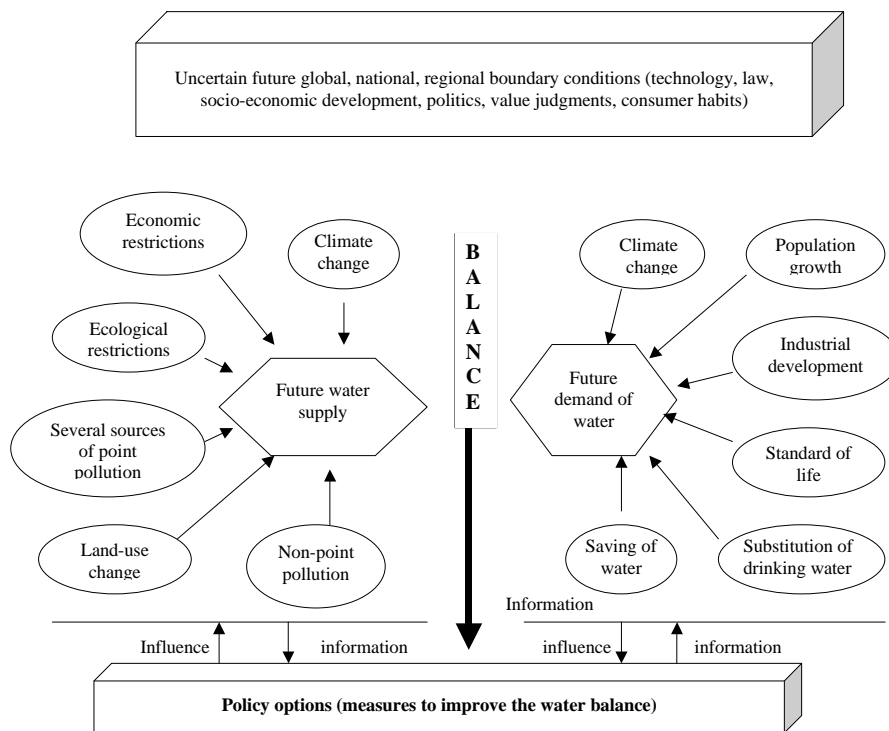 Uncertain future global, national, regional boundary conditions (technology, law,
socio-economic development, politics, value judgments, consumer habits)
Economic
restrictions
Climate
change
Ecological
restrictions
Future water
supply
Several sources
of point
pollution
Land-use
change
Non-point
pollution
B
A
L
A
N
C
E
Climate
change
Population
growth
Industrial
development
Future
demand of
water
Standard of
life
Saving of
water
Substitution of
drinking water
Information
Influence
information
influence
information
Policy options (measures to improve the water balance)